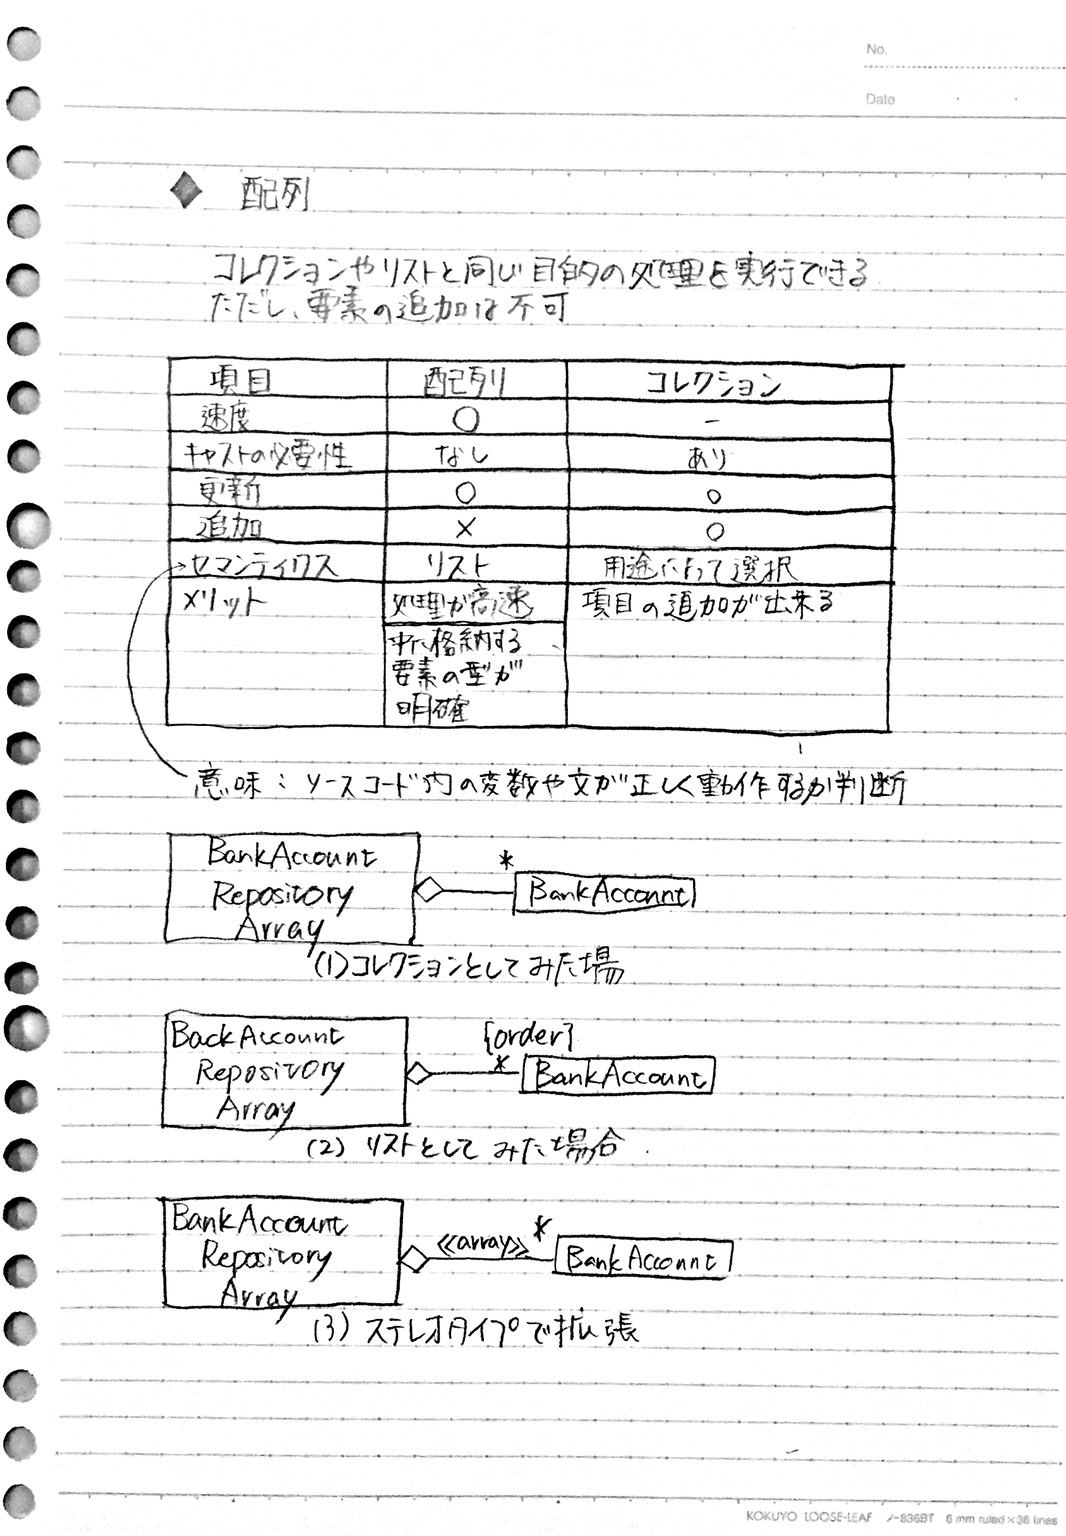 No.
Date
◆ 配列
コレクションやリストと同じ目的の処理を実行できる
ただし、要素の追加は不可
項目 配列 コレクション
速度 ○ -
キャストの必要性 なし あり
更新 ○ ○
追加 × ○
セマンティクス リスト 用途によって選択
メリット 処理が高速 項目の追加が出来る
格納する
要素の型が
明確
意味：ソースコード内の変数や文が正しく動作するか判断
BankAccount
Repository
Array
*
BankAccount
(1)コレクションとしてみた場
BackAccount
Repository
Array
{order}
*
BankAccount
(2) リストとしてみた場合
BankAccount
Repository
Array
≪array≫
*
BankAccount
(3) ステレオタイプで拡張
KOKUYO LOOSE-LEAF ノ-836BT 6 mm ruled×36 lines